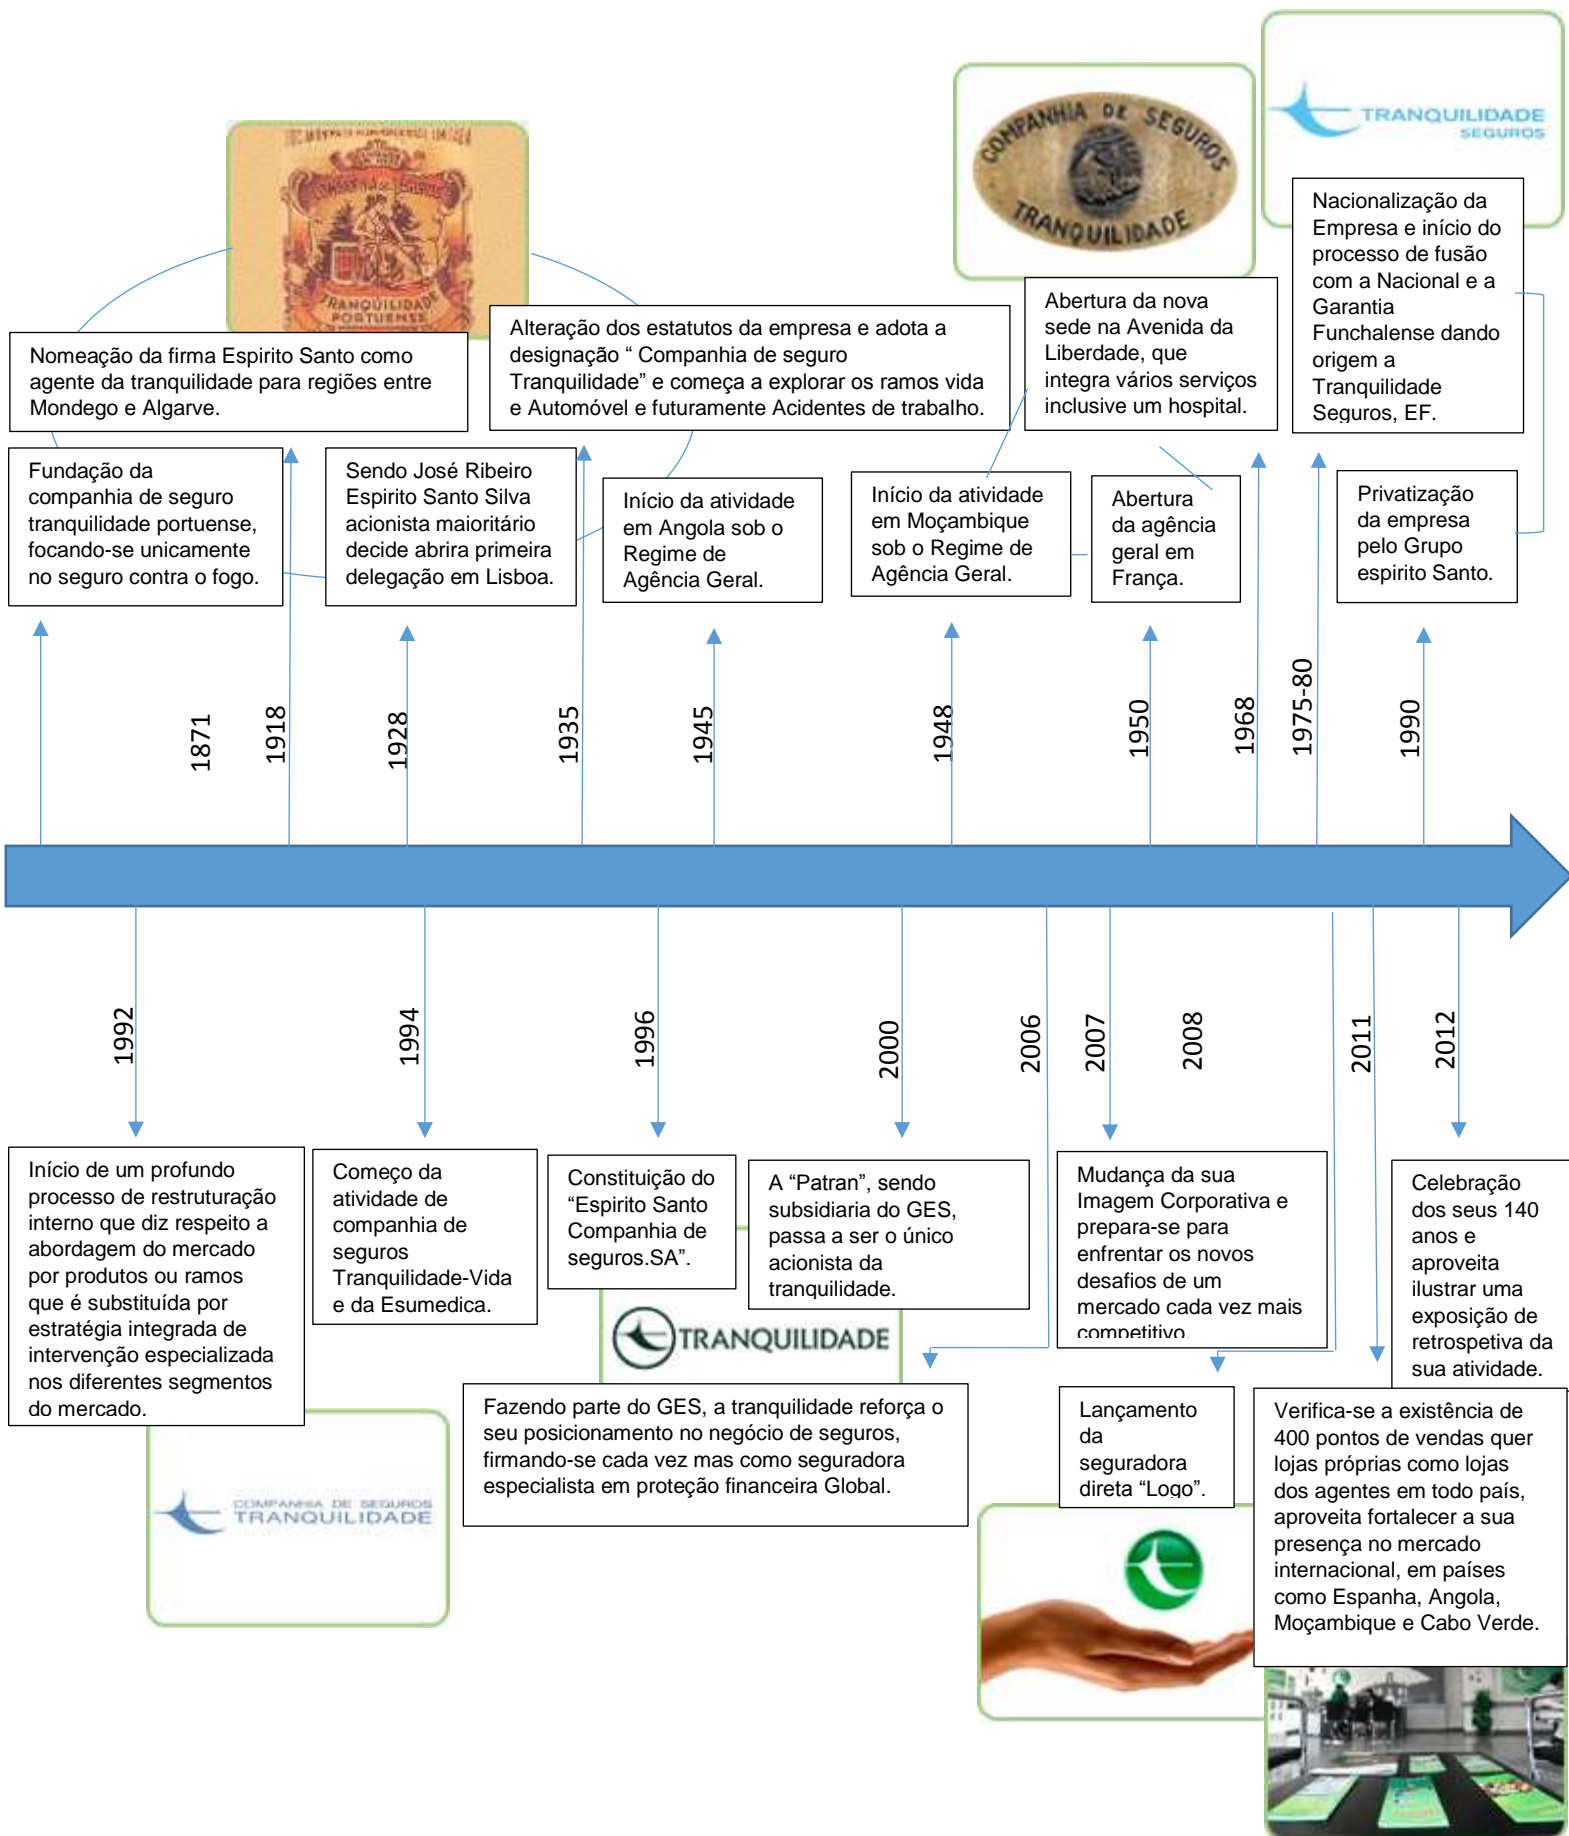 COMPANHIA DE SEGUROS
TRANQUILIDADE
PORTUENSE
COMPANHIA DE SEGUROS
TRANQUILIDADE
TRANQUILIDADE
SEGUROS
Nomeação da firma Espirito Santo como
agente da tranquilidade para regiões entre
Mondego e Algarve.
Alteração dos estatutos da empresa e adota a
designação “ Companhia de seguro
Tranquilidade” e começa a explorar os ramos vida
e Automóvel e futuramente Acidentes de trabalho.
Abertura da nova
sede na Avenida da
Liberdade, que
integra vários serviços
inclusive um hospital.
Nacionalização da
Empresa e início do
processo de fusão
com a Nacional e a
Garantia
Funchalense dando
origem a
Tranquilidade
Seguros, EF.
Fundação da
companhia de seguro
tranquilidade portuense,
focando-se unicamente
no seguro contra o fogo.
Sendo José Ribeiro
Espirito Santo Silva
acionista maioritário
decide abrira primeira
delegação em Lisboa.
Início da atividade
em Angola sob o
Regime de
Agência Geral.
Início da atividade
em Moçambique
sob o Regime de
Agência Geral.
Abertura
da agência
geral em
França.
Privatização
da empresa
pelo Grupo
espirito Santo.
1871
1918
1928
1935
1945
1948
1950
1968
1975-80
1990
1992
1994
1996
2000
2006
2007
2008
2011
2012
Início de um profundo
processo de restruturação
interno que diz respeito a
abordagem do mercado
por produtos ou ramos
que é substituída por
estratégia integrada de
intervenção especializada
nos diferentes segmentos
do mercado.
Começo da
atividade de
companhia de
seguros
Tranquilidade-Vida
e da Esumedica.
Constituição do
“Espirito Santo
Companhia de
seguros.SA”.
A “Patran”, sendo
subsidiaria do GES,
passa a ser o único
acionista da
tranquilidade.
Mudança da sua
Imagem Corporativa e
prepara-se para
enfrentar os novos
desafios de um
mercado cada vez mais
competitivo.
Celebração
dos seus 140
anos e
aproveita
ilustrar uma
exposição de
retrospetiva da
sua atividade.
TRANQUILIDADE
Fazendo parte do GES, a tranquilidade reforça o
seu posicionamento no negócio de seguros,
firmando-se cada vez mas como seguradora
especialista em proteção financeira Global.
Lançamento
da
seguradora
direta “Logo”.
Verifica-se a existência de
400 pontos de vendas quer
lojas próprias como lojas
dos agentes em todo país,
aproveita fortalecer a sua
presença no mercado
internacional, em países
como Espanha, Angola,
Moçambique e Cabo Verde.
COMPANHIA DE SEGUROS
TRANQUILIDADE